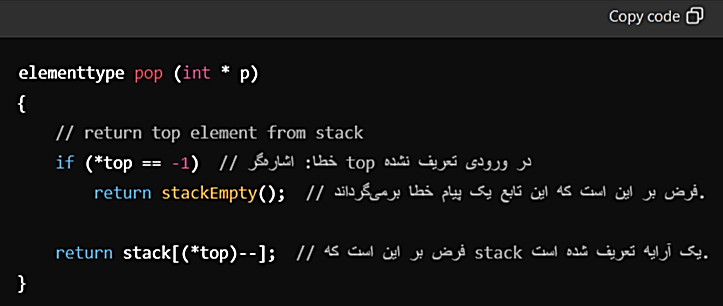 Copy code
elementtype pop (int * p)
{
// return top element from stack
if (*top == -1) // خطا: اشاره‌گر top در ورودی تعریف نشده
return stackEmpty(); // فرض بر این است که این تابع یک پیام خطا برمی‌گرداند.
return stack[(*top)--]; // فرض بر این است که stack یک آرایه تعریف شده است.
}